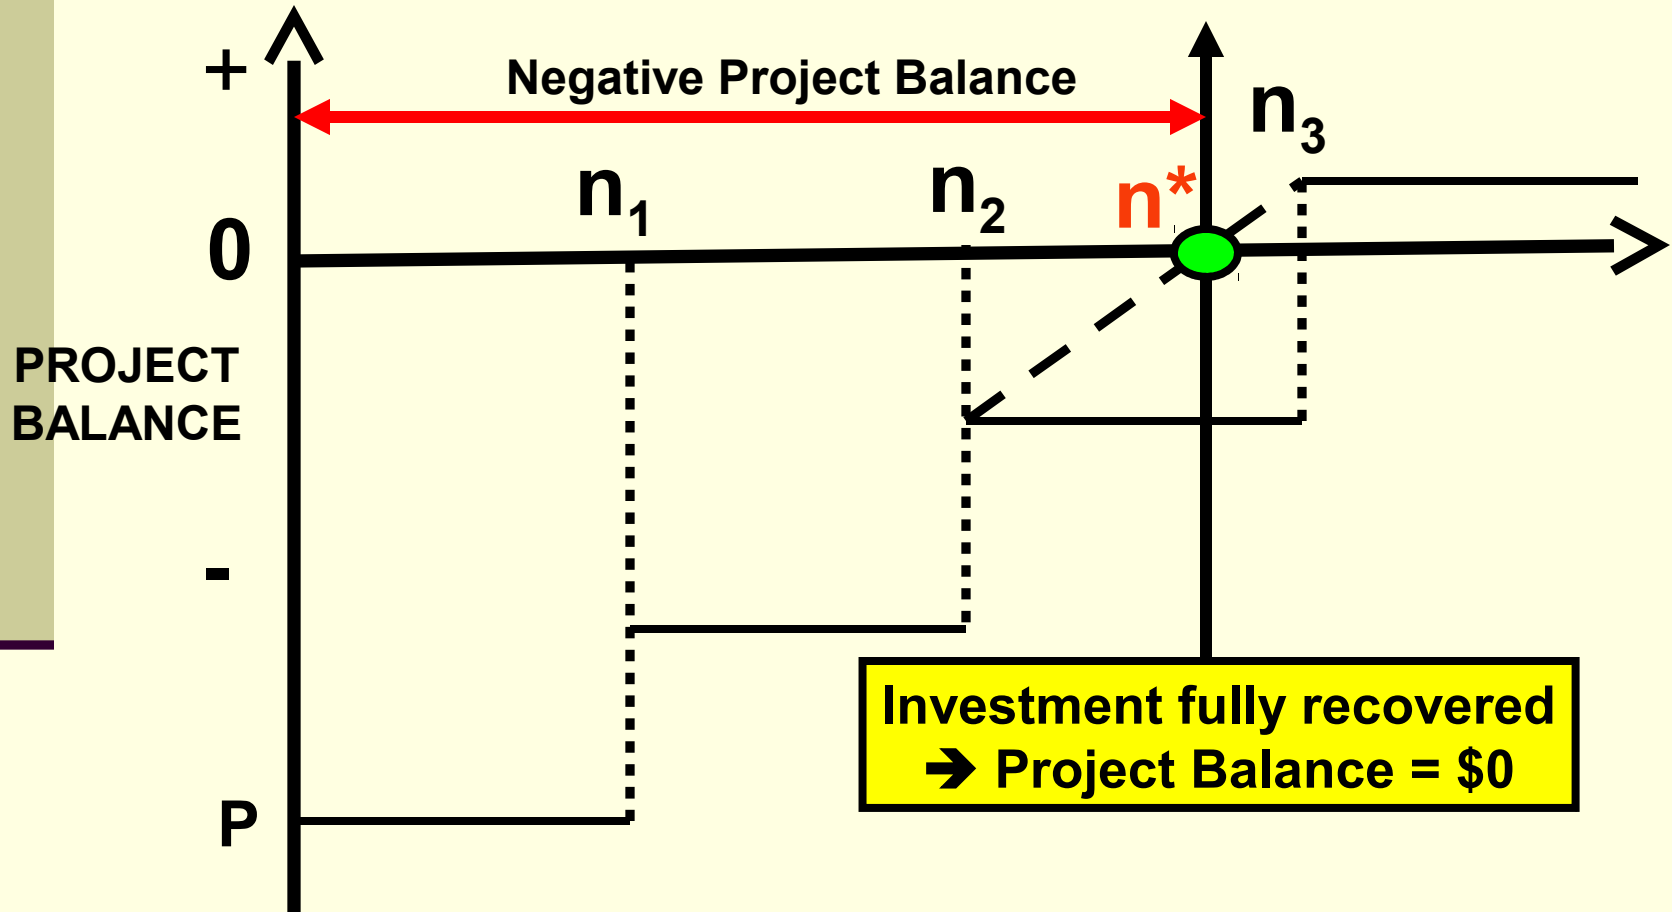 +
Negative Project Balance
n3
n1
n2
n*
0
PROJECT
BALANCE
-
Investment fully recovered
➔ Project Balance = $0
P